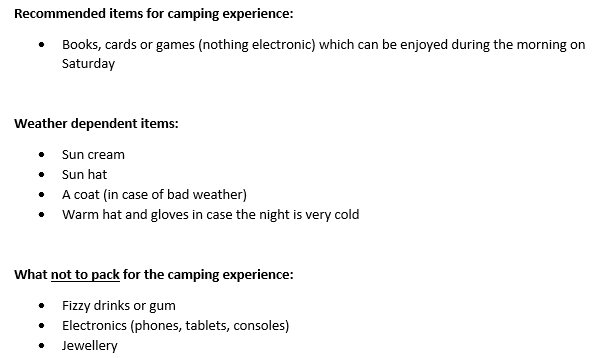 Recommended items for camping experience:
• Books, cards or games (nothing electronic) which can be enjoyed during the morning on
Saturday
Weather dependent items:
• Sun cream
• Sun hat
• A coat (in case of bad weather)
• Warm hat and gloves in case the night is very cold
What not to pack for the camping experience:
• Fizzy drinks or gum
• Electronics (phones, tablets, consoles)
• Jewellery